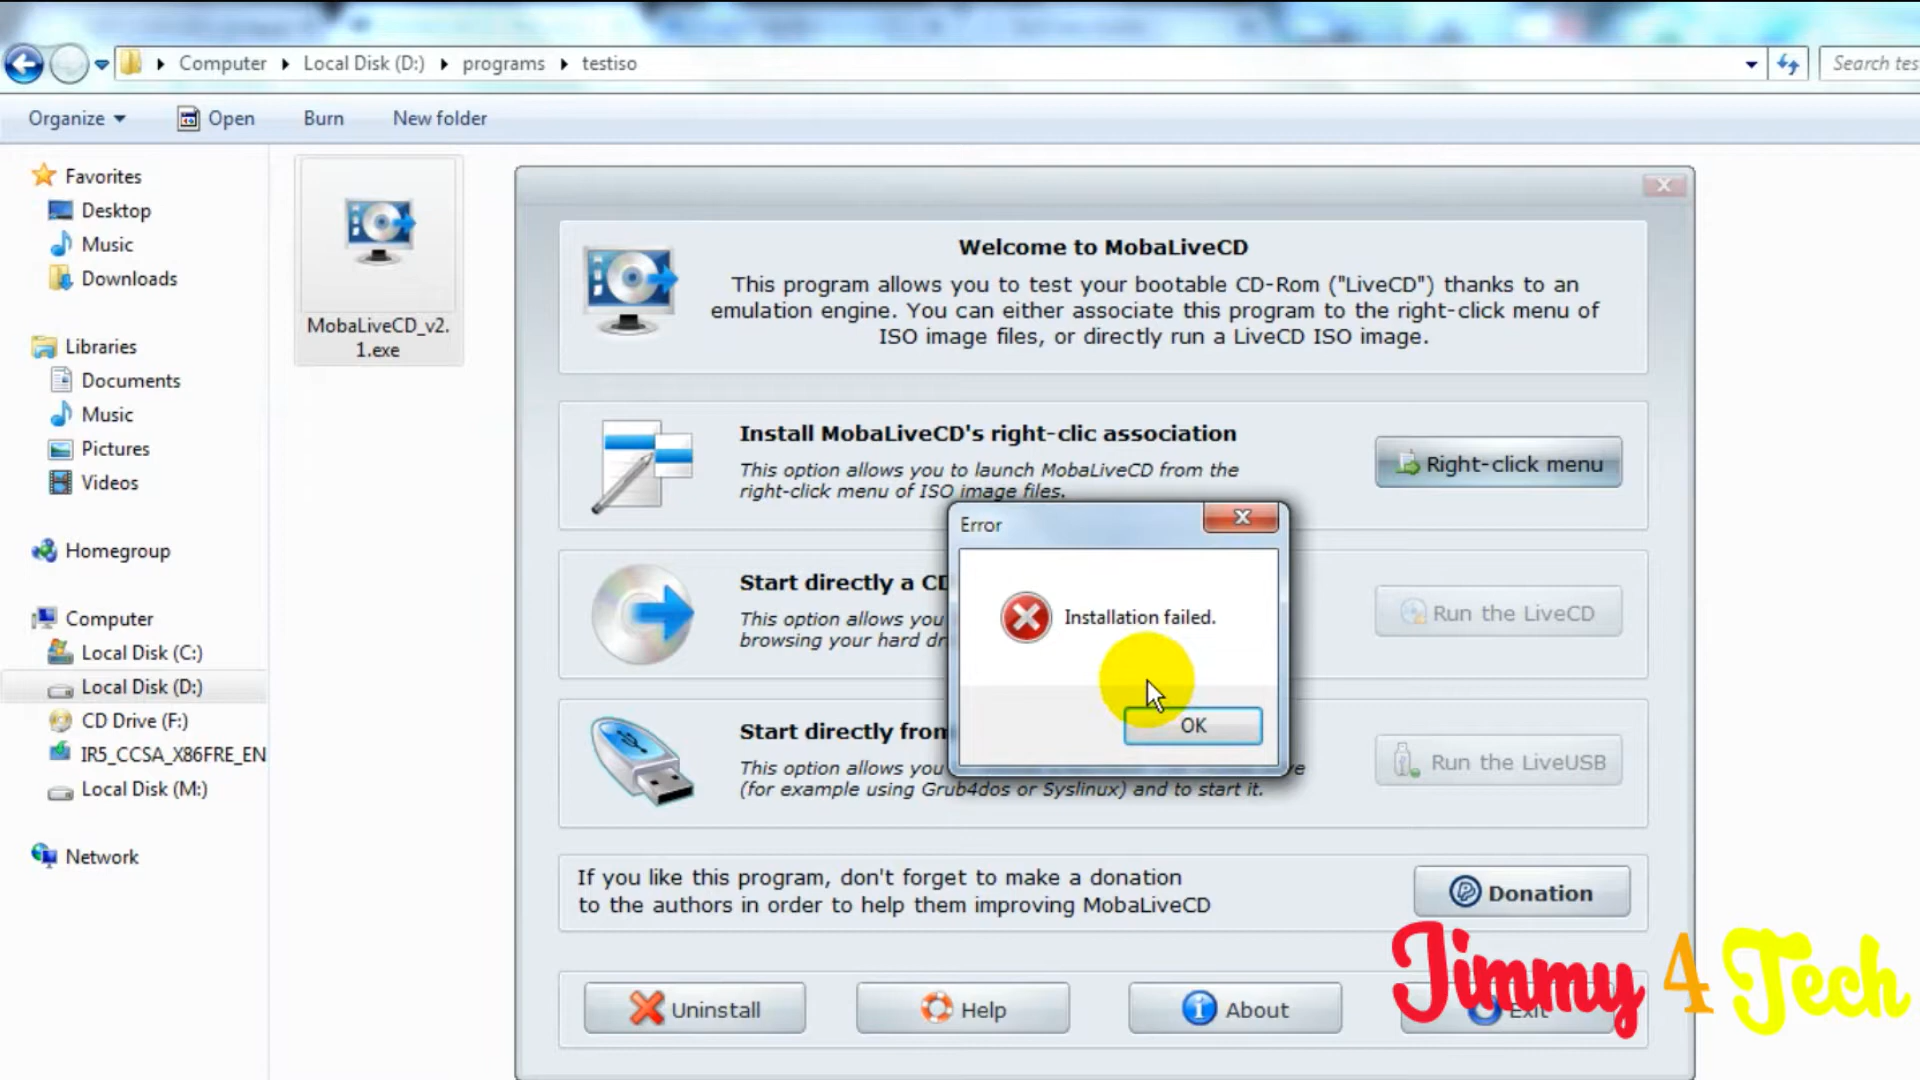 Computer Local Disk (D:) programs testiso
Search tes
Organize Open Burn New folder
Favorites
Desktop
Music
Downloads
Libraries
Documents
Music
Pictures
Videos
Homegroup
Computer
Local Disk (C:)
Local Disk (D:)
CD Drive (F:)
IR5_CCSA_X86FRE_EN
Local Disk (M:)
Network
MobaLiveCD_v2.
1.exe
Welcome to MobaLiveCD
This program allows you to test your bootable CD-Rom ("LiveCD") thanks to an
emulation engine. You can either associate this program to the right-click menu of
ISO image files, or directly run a LiveCD ISO image.
Install MobaLiveCD's right-clic association
This option allows you to launch MobaLiveCD from the
right-click menu of ISO image files.
Right-click menu
Error
Installation failed.
OK
Start directly a CD
This option allows you
browsing your hard dr
Run the LiveCD
Start directly from
This option allows you
(for example using Grub4dos or Syslinux) and to start it.
Run the LiveUSB
If you like this program, don't forget to make a donation
to the authors in order to help them improving MobaLiveCD
Donation
Uninstall
Help
About
Exit
Jimmy 4 Tech